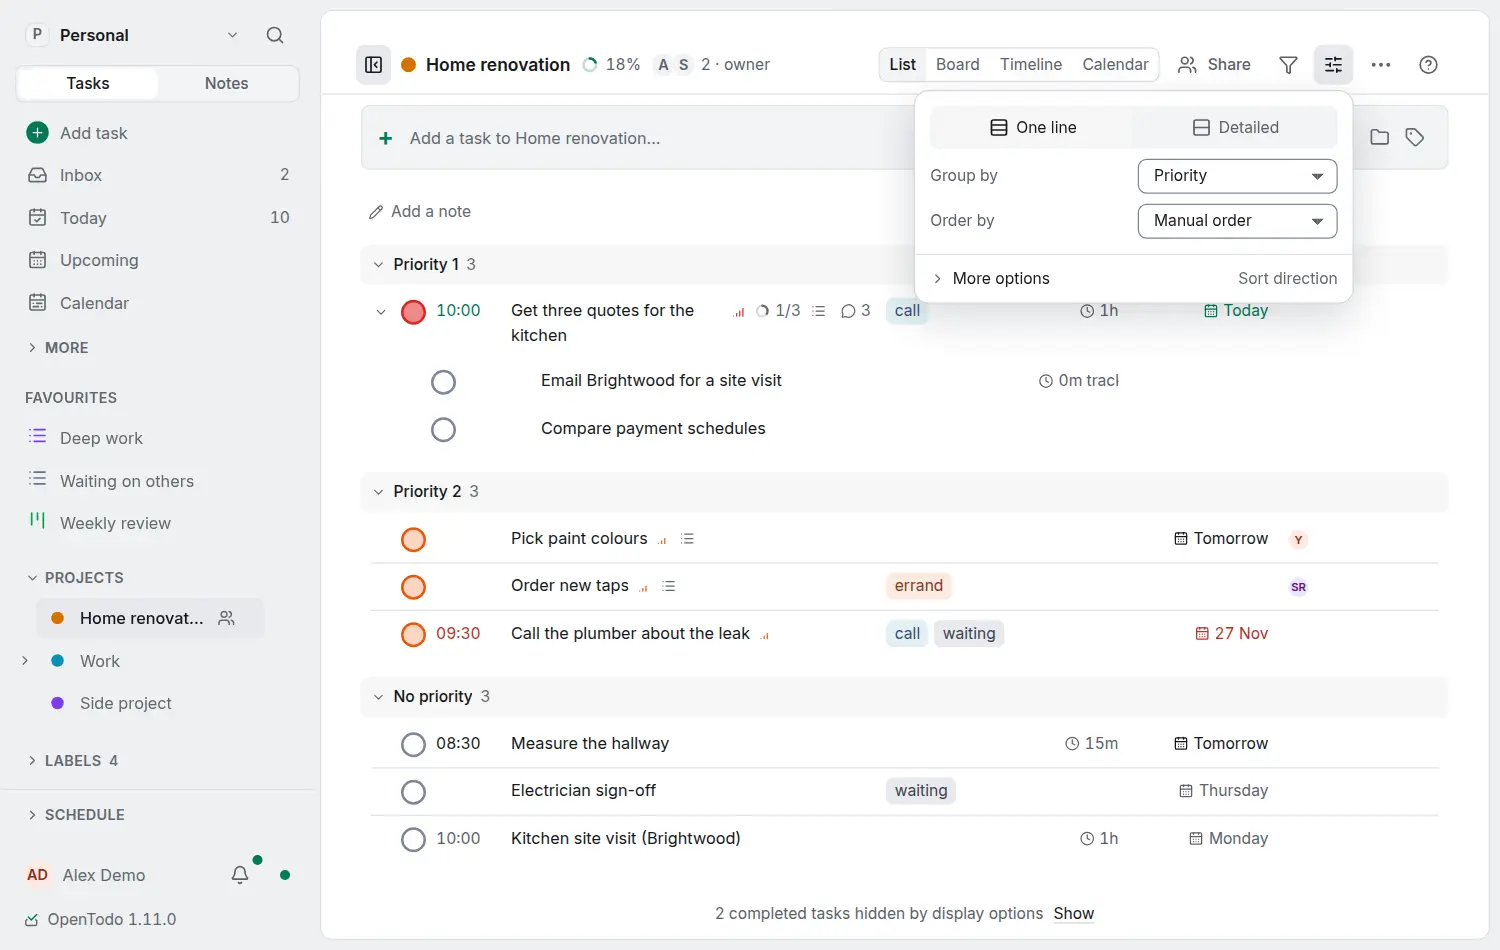 P Personal
Tasks Notes
Add task
Inbox 2
Today 10
Upcoming
Calendar
MORE
FAVOURITES
Deep work
Waiting on others
Weekly review
PROJECTS
Home renovat...
Work
Side project
LABELS 4
SCHEDULE
AD Alex Demo
OpenTodo 1.11.0
Home renovation 18% A S 2 · owner
List Board Timeline Calendar Share
Add a task to Home renovation...
One line Detailed
Group by Priority
Order by Manual order
More options Sort direction
Add a note
Priority 1 3
10:00 Get three quotes for the 1/3 3 call 1h Today
kitchen
Email Brightwood for a site visit 0m tracl
Compare payment schedules
Priority 2 3
Pick paint colours Tomorrow Y
Order new taps errand SR
09:30 Call the plumber about the leak call waiting 27 Nov
No priority 3
08:30 Measure the hallway 15m Tomorrow
Electrician sign-off waiting Thursday
10:00 Kitchen site visit (Brightwood) 1h Monday
2 completed tasks hidden by display options Show